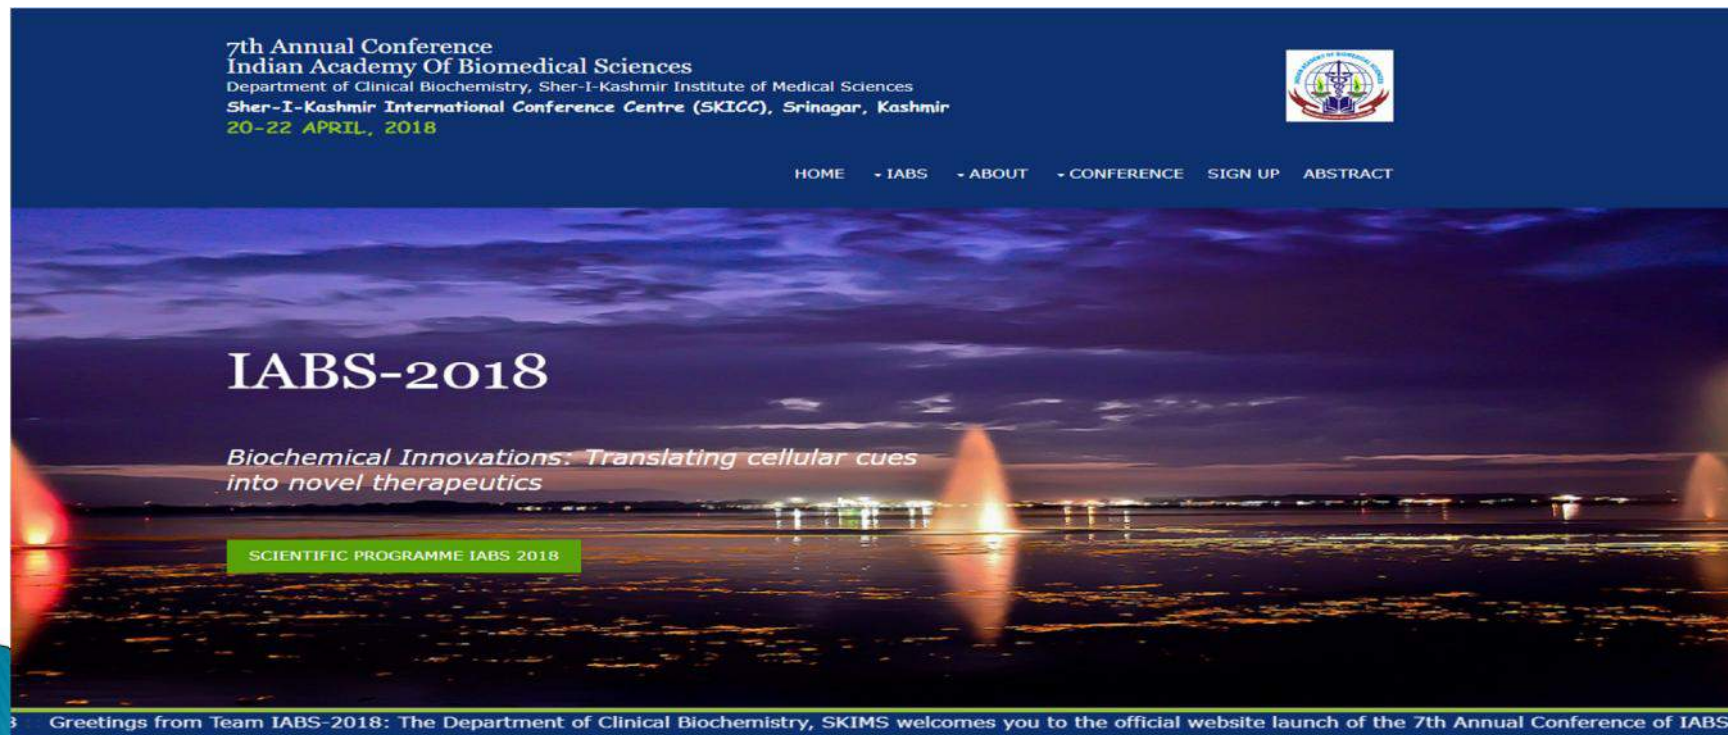 7th Annual Conference
Indian Academy Of Biomedical Sciences
Department of Clinical Biochemistry, Sher-I-Kashmir Institute of Medical Sciences
Sher-I-Kashmir International Conference Centre (SKICC), Srinagar, Kashmir
20-22 APRIL, 2018
HOME IABS ABOUT CONFERENCE SIGN UP ABSTRACT
IABS-2018
Biochemical Innovations: Translating cellular cues
into novel therapeutics
SCIENTIFIC PROGRAMME IABS 2018
Greetings from Team IABS-2018: The Department of Clinical Biochemistry, SKIMS welcomes you to the official website launch of the 7th Annual Conference of IABS